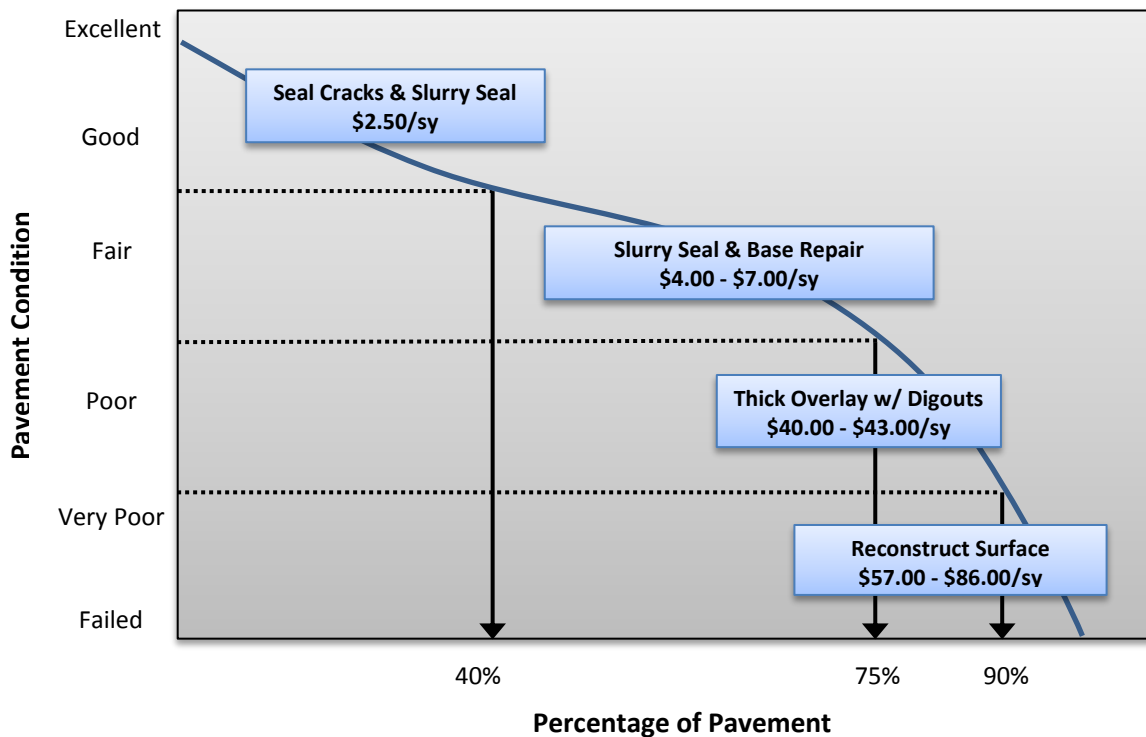 Excellent
Seal Cracks & Slurry Seal
$2.50/sy
Good
Fair
Slurry Seal & Base Repair
$4.00 - $7.00/sy
Pavement Condition
Poor
Thick Overlay w/ Digouts
$40.00 - $43.00/sy
Very Poor
Reconstruct Surface
$57.00 - $86.00/sy
Failed
40%
75%
90%
Percentage of Pavement